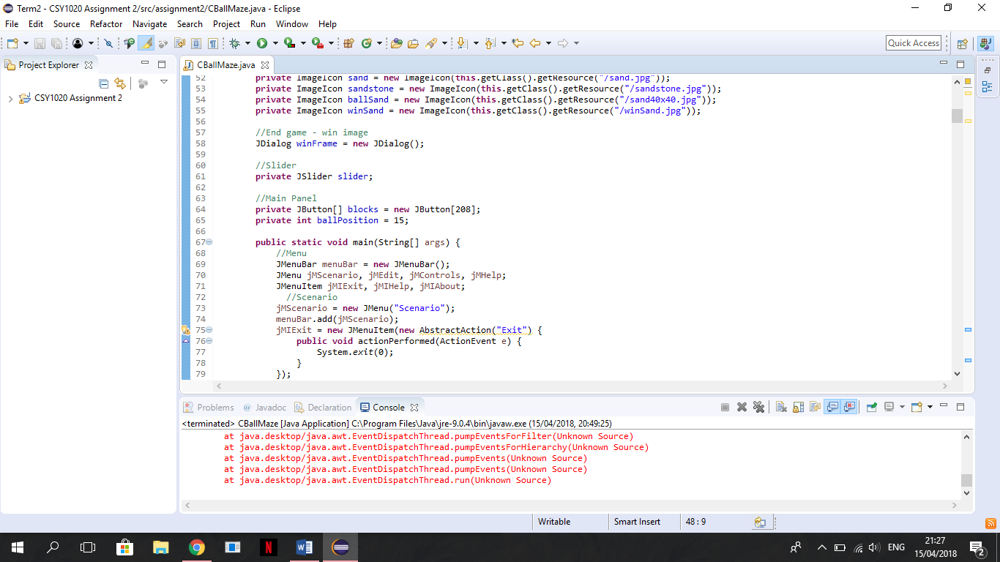 Term2 - CSY1020 Assignment 2/src/assignment2/CBallMaze.java - Eclipse
File Edit Source Refactor Navigate Search Project Run Window Help
Quick Access
Project Explorer
CSY1020 Assignment 2
CBallMaze.java
52 private ImageIcon sand = new ImageIcon(this.getClass().getResource("/sand.jpg"));
53 private ImageIcon sandstone = new ImageIcon(this.getClass().getResource("/sandstone.jpg"));
54 private ImageIcon ballSand = new ImageIcon(this.getClass().getResource("/sand40x40.jpg"));
55 private ImageIcon winSand = new ImageIcon(this.getClass().getResource("/winSand.jpg"));
56
57 //End game - win image
58 JDialog winFrame = new JDialog();
59
60 //Slider
61 private JSlider slider;
62
63 //Main Panel
64 private JButton[] blocks = new JButton[208];
65 private int ballPosition = 15;
66
67 public static void main(String[] args) {
68 //Menu
69 JMenuBar menuBar = new JMenuBar();
70 JMenu jMScenario, jMEdit, jMControls, jMHelp;
71 JMenuItem jMIExit, jMIHelp, jMIAbout;
72 //Scenario
73 jMScenario = new JMenu("Scenario");
74 menuBar.add(jMScenario);
75 jMIExit = new JMenuItem(new AbstractAction("Exit") {
76 public void actionPerformed(ActionEvent e) {
77 System.exit(0);
78 }
79 });
Problems @ Javadoc Declaration Console
<terminated> CBallMaze [Java Application] C:\Program Files\Java\jre-9.0.4\bin\javaw.exe (15/04/2018, 20:49:25)
at java.desktop/java.awt.EventDispatchThread.pumpEventsForFilter(Unknown Source)
at java.desktop/java.awt.EventDispatchThread.pumpEventsForHierarchy(Unknown Source)
at java.desktop/java.awt.EventDispatchThread.pumpEvents(Unknown Source)
at java.desktop/java.awt.EventDispatchThread.pumpEvents(Unknown Source)
at java.desktop/java.awt.EventDispatchThread.run(Unknown Source)
Writable Smart Insert 48 : 9
ENG
21:27
15/04/2018
2